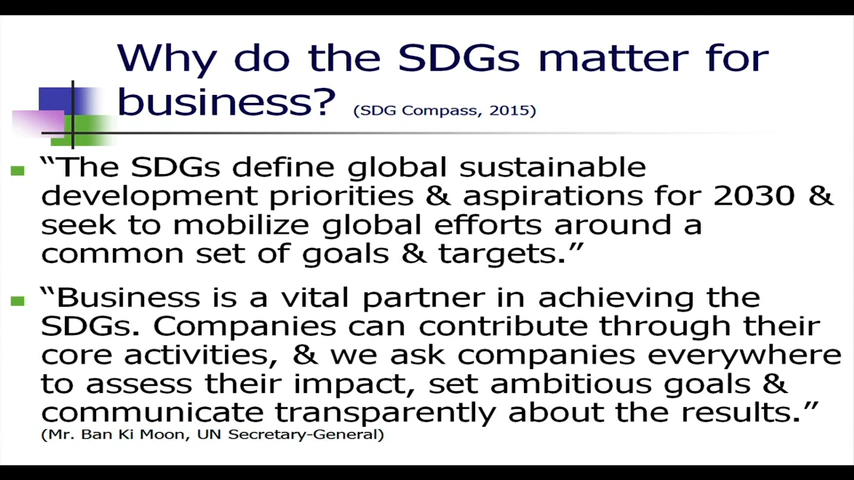 Why do the SDGs matter for
business? (SDG Compass, 2015)
“The SDGs define global sustainable
development priorities & aspirations for 2030 &
seek to mobilize global efforts around a
common set of goals & targets.”
“Business is a vital partner in achieving the
SDGs. Companies can contribute through their
core activities, & we ask companies everywhere
to assess their impact, set ambitious goals &
communicate transparently about the results.”
(Mr. Ban Ki Moon, UN Secretary-General)